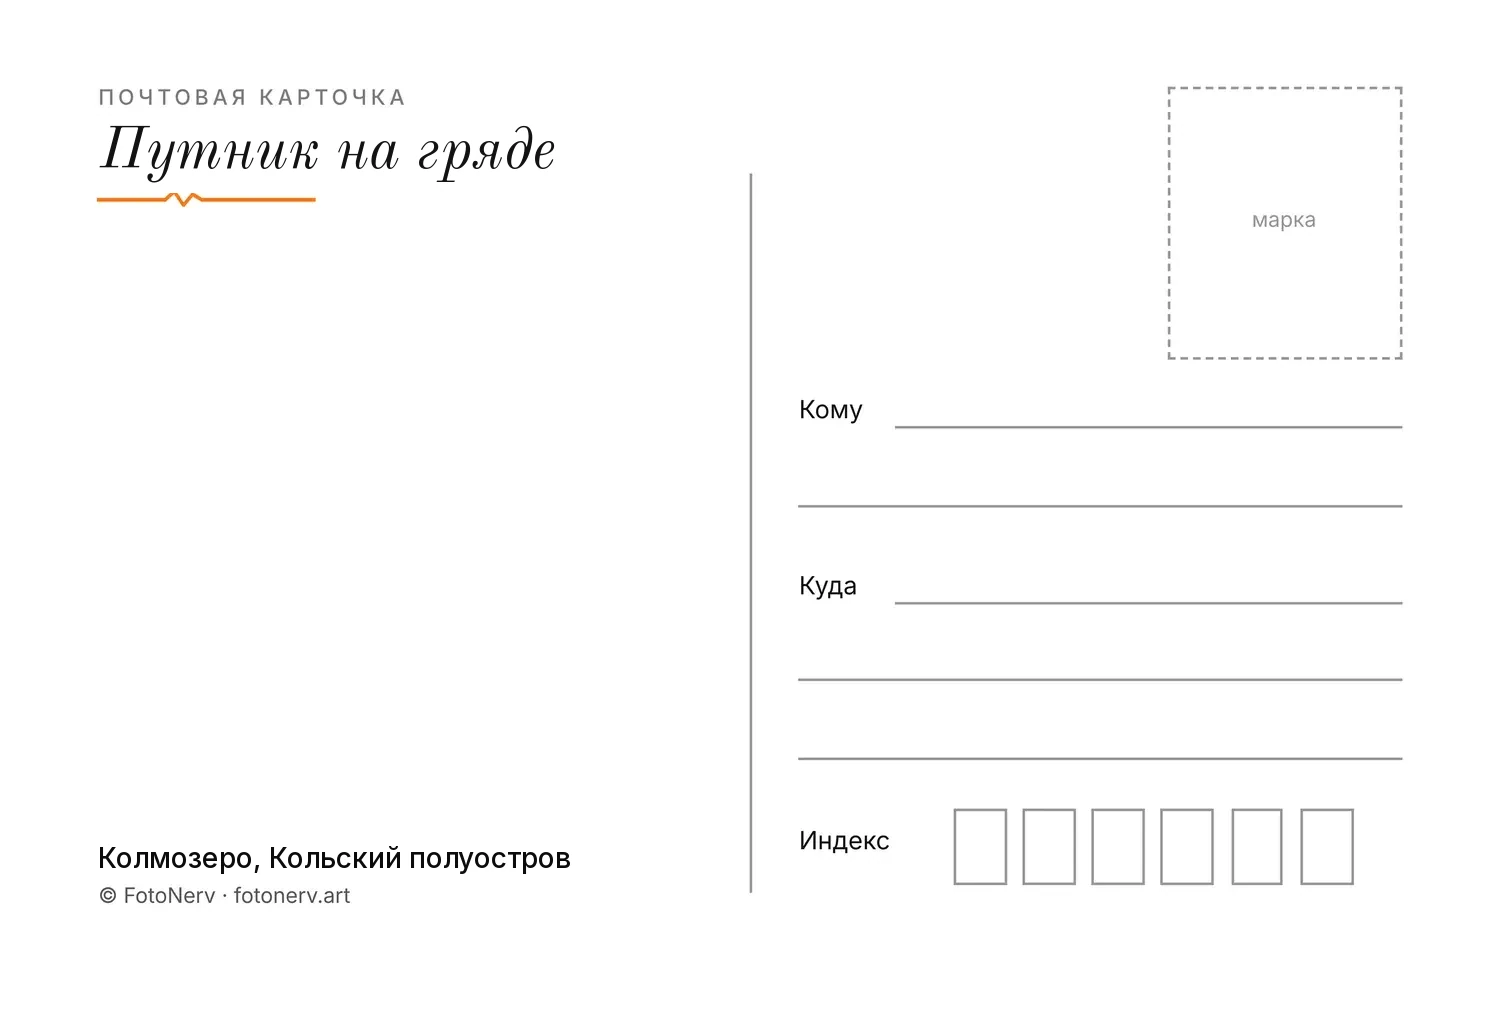 ПОЧТОВАЯ КАРТОЧКА
Путник на гряде
марка
Кому
Куда
Индекс
Колмозеро, Кольский полуостров
© FotoNerv · fotonerv.art